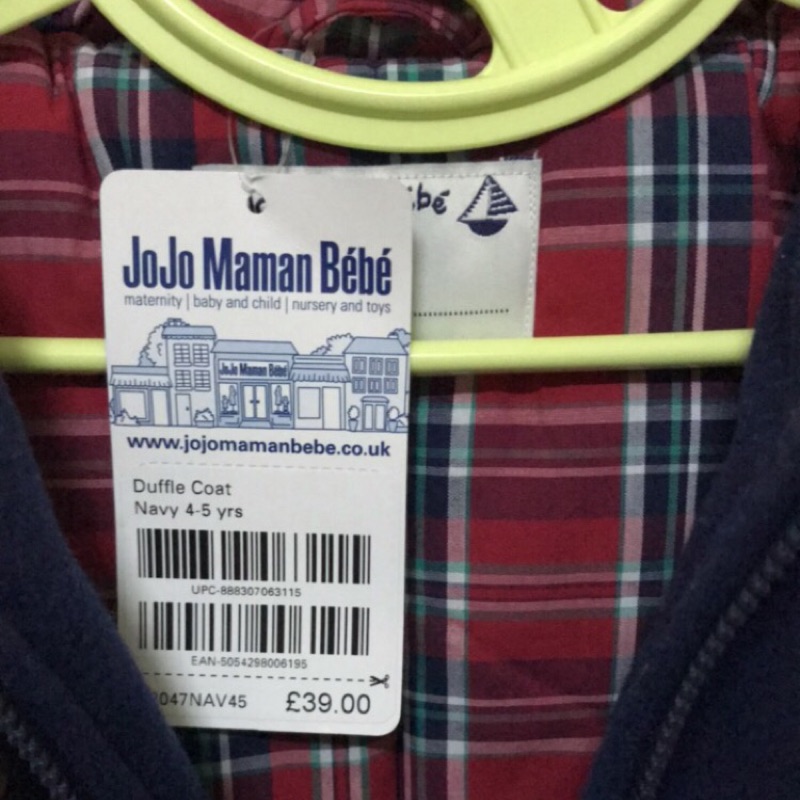 JoJo Maman Bébé
maternity | baby and child | nursery and toys
JoJo Maman Bébé
www.jojomamanbebe.co.uk
Duffle Coat
Navy 4-5 yrs
UPC-888307063115
EAN-5054298006195
047NAV45 £39.00
bé